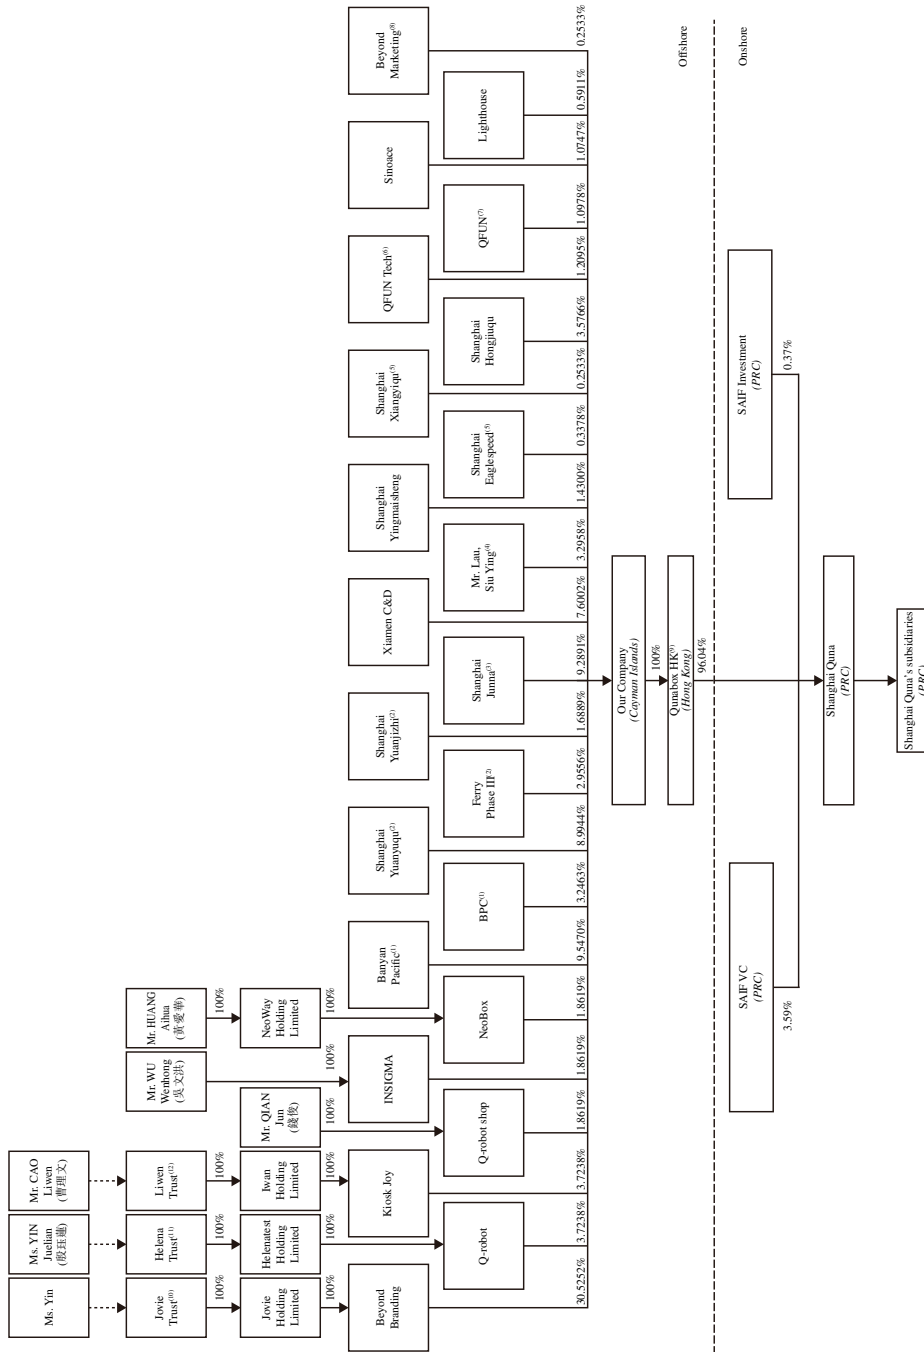 Ms. Yin
Ms. YIN
Juelian
(殷珏蓮)
Mr. CAO
Liwen
(曹理文)
Jovie
Trust(10)
Helena
Trust(11)
Liwen
Trust(12)
Mr. WU
Wenhong
(吳文洪)
Mr. HUANG
Aihua
(黃愛華)
100%
100%
100%
100%
Jovie
Holding
Limited
Helenatest
Holding
Limited
Iwan
Holding
Limited
Mr. QIAN
Jun
(錢俊)
NeoWay
Holding
Limited
100%
100%
100%
100%
100%
100%
Beyond
Branding
Kiosk Joy
INSIGMA
Banyan
Pacific(1)
Shanghai
Yuanyuqu(2)
Shanghai
Yuanjizhi(2)
Xiamen C&D
Shanghai
Yingmaisheng
Shanghai
Xiangyiqu(5)
QFUN Tech(6)
Sinoace
Beyond
Marketing(8)
Q-robot
Q-robot shop
NeoBox
BPC(1)
Ferry
Phase III(2)
Shanghai
Junna(3)
Mr. Lau,
Siu Ying(4)
Shanghai
Eaglespeed(5)
Shanghai
Hongjiuqu
QFUN(7)
Lighthouse
30.5252%
3.7238%
3.7238%
1.8619%
1.8619%
1.8619%
9.5470%
3.2463%
8.9944%
2.9556%
1.6889%
9.2891%
7.6002%
3.2958%
1.4300%
0.3378%
0.2533%
3.5766%
1.2095%
1.0978%
1.0747%
0.5911%
0.2533%
Our Company
(Cayman Islands)
100%
Qunabox HK(9)
(Hong Kong)
96.04%
Offshore
Onshore
SAIF VC
(PRC)
SAIF Investment
(PRC)
3.59%
0.37%
Shanghai Quna
(PRC)
Shanghai Quna's subsidiaries
(PRC)